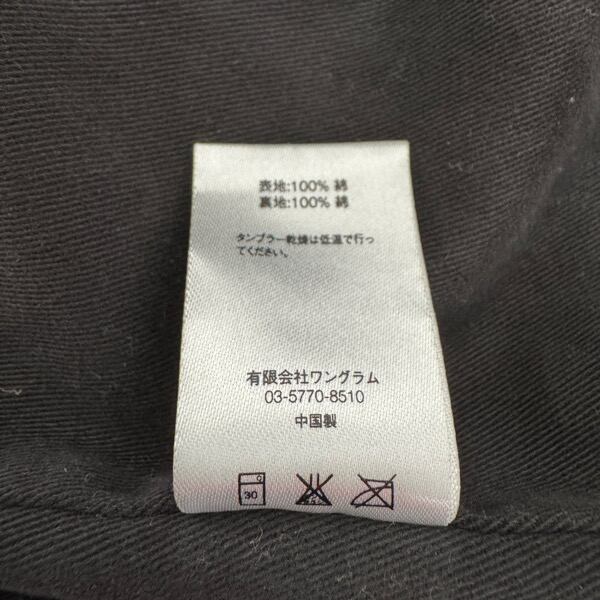 表地:100% 綿
裏地:100% 綿
タンブラー乾燥は低温で行っ
てください。
有限会社ワングラム
03-5770-8510
中国製
30